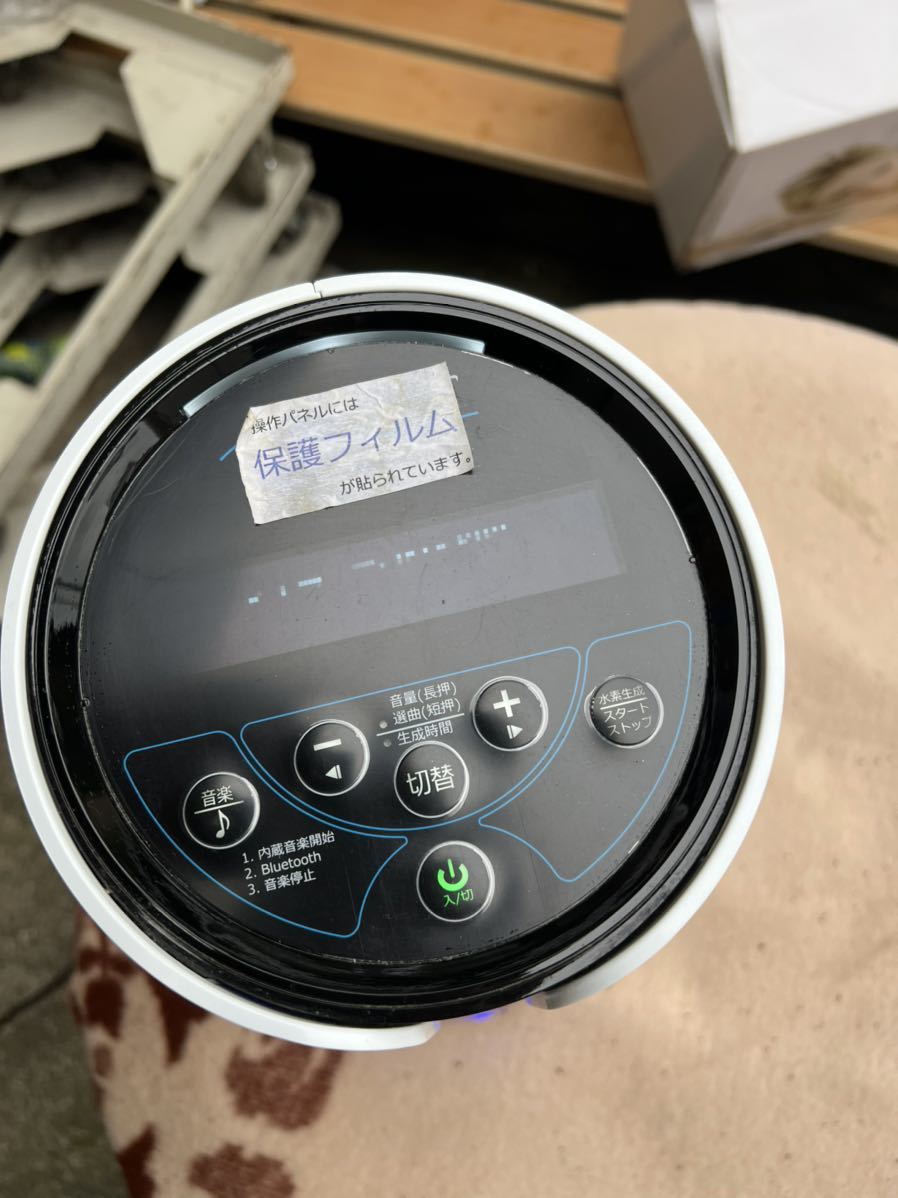 操作パネルには
保護フィルム
が貼られています。
音量(長押)
選曲(短押)
生成時間
−
+
水素生成
スタート
ストップ
切替
音楽
1. 内蔵音楽開始
2. Bluetooth
3. 音楽停止
入/切